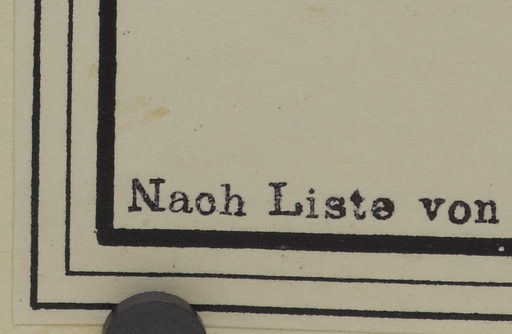 Nach Liste von